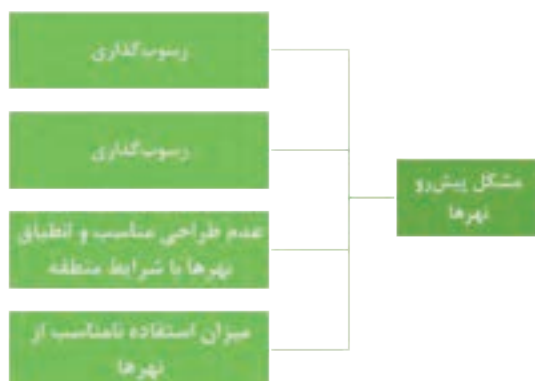 مشکل پیش‌رو
نهرها
رسوب‌گذاری
رسوب‌گذاری
عدم طراحی مناسب و انطباق
نهرها با شرایط منطقه
میزان استفاده نامناسب از
نهرها